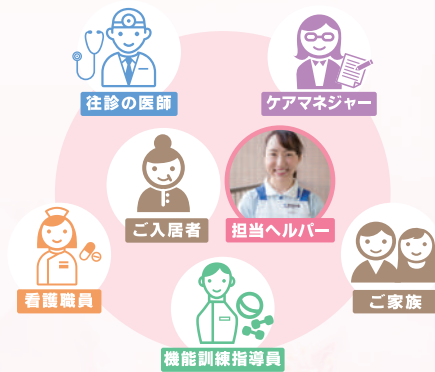 往診の医師
ケアマネジャー
ご入居者
担当ヘルパー
看護職員
ご家族
機能訓練指導員